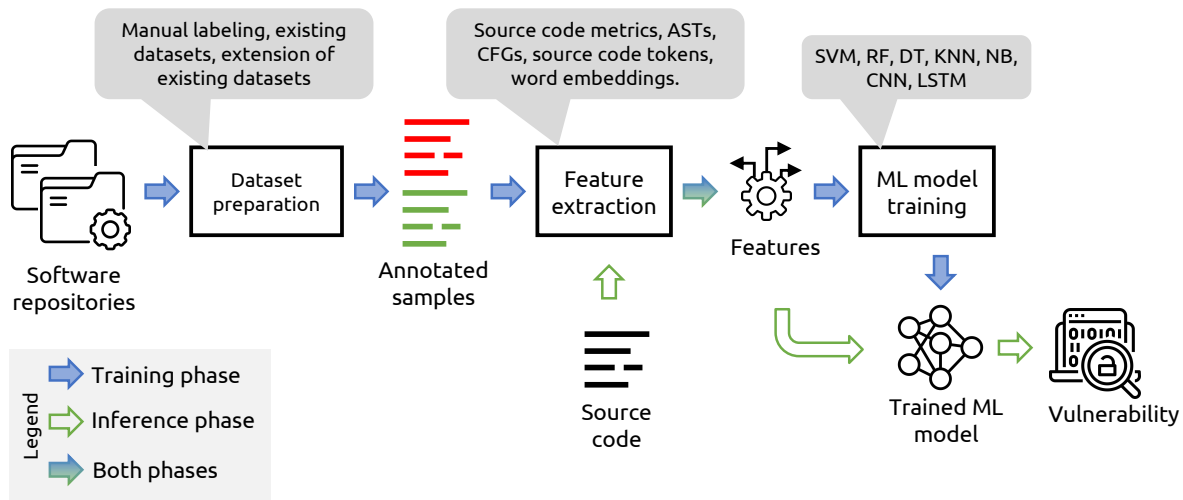 Manual labeling, existing
datasets, extension of
existing datasets
Source code metrics, ASTs,
CFGs, source code tokens,
word embeddings.
SVM, RF, DT, KNN, NB,
CNN, LSTM
Software
repositories
Dataset
preparation
Annotated
samples
Feature
extraction
Features
ML model
training
Source
code
Trained ML
model
010101
Vulnerability
Legend
Training phase
Inference phase
Both phases